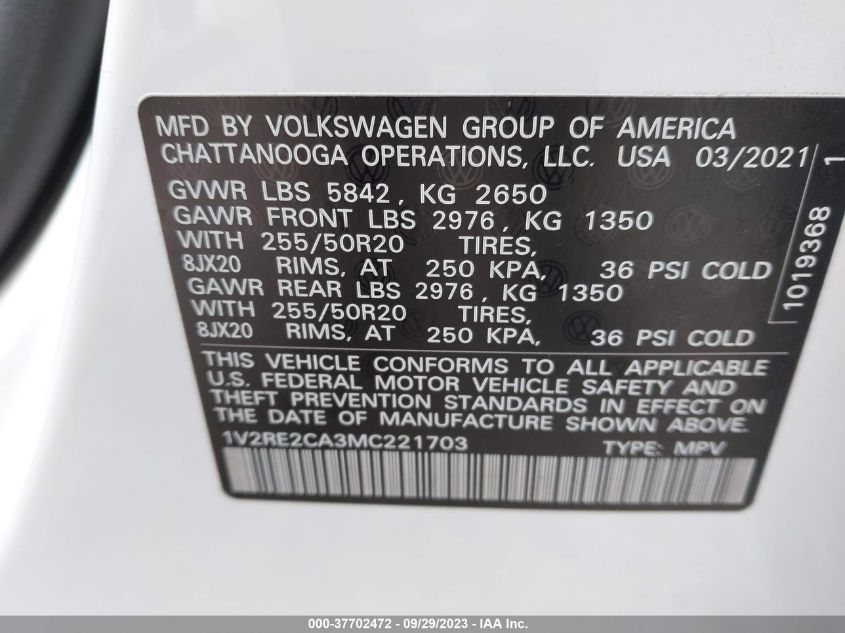 MFD BY VOLKSWAGEN GROUP OF AMERICA
CHATTANOOGA OPERATIONS, LLC. USA 03/2021
GVWR LBS 5842, KG 2650
GAWR FRONT LBS 2976, KG 1350
WITH 255/50R20 TIRES,
8JX20 RIMS, AT 250 KPA, 36 PSI COLD
GAWR REAR LBS 2976, KG 1350
WITH 255/50R20 TIRES,
8JX20 RIMS, AT 250 KPA, 36 PSI COLD
THIS VEHICLE CONFORMS TO ALL APPLICABLE
U.S. FEDERAL MOTOR VEHICLE SAFETY AND
THEFT PREVENTION STANDARDS IN EFFECT ON
THE DATE OF MANUFACTURE SHOWN ABOVE.
1V2RE2CA3MC221703 TYPE: MPV
1019368 1
000-37702472 - 09/29/2023 - IAA Inc.